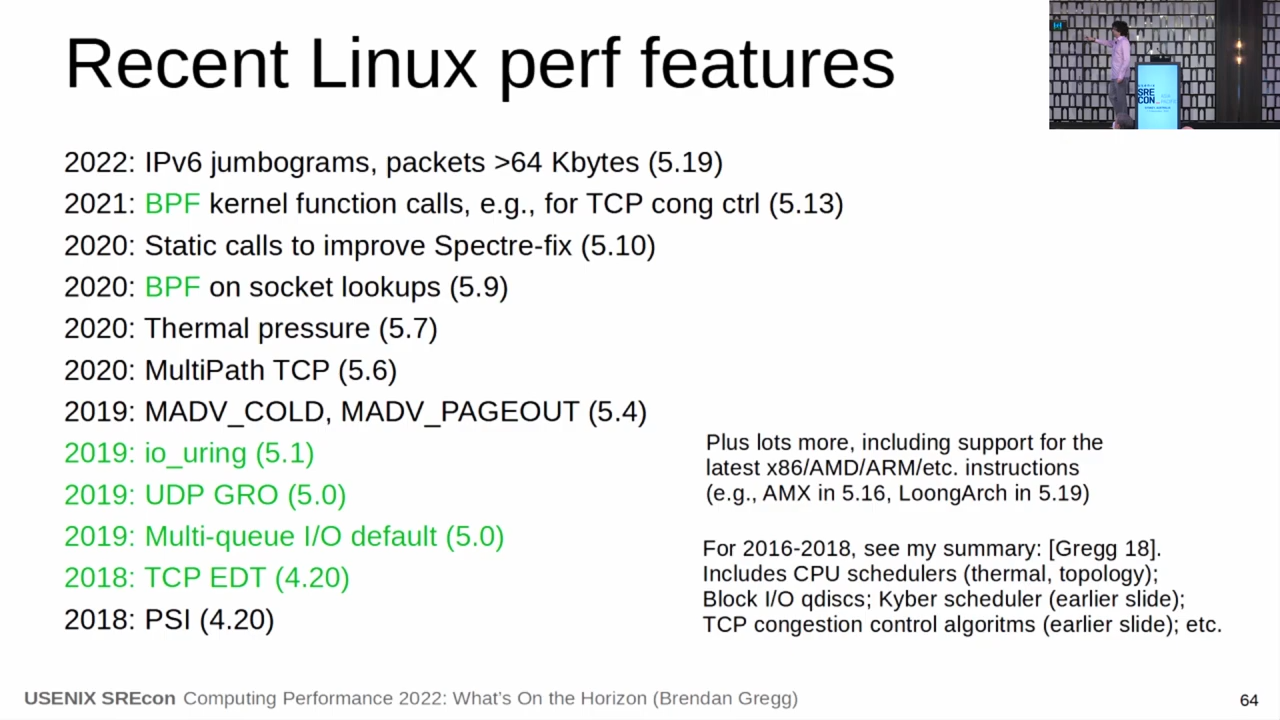 Recent Linux perf features
2022: IPv6 jumbograms, packets >64 Kbytes (5.19)
2021: BPF kernel function calls, e.g., for TCP cong ctrl (5.13)
2020: Static calls to improve Spectre-fix (5.10)
2020: BPF on socket lookups (5.9)
2020: Thermal pressure (5.7)
2020: MultiPath TCP (5.6)
2019: MADV_COLD, MADV_PAGEOUT (5.4)
2019: io_uring (5.1)
2019: UDP GRO (5.0)
2019: Multi-queue I/O default (5.0)
2018: TCP EDT (4.20)
2018: PSI (4.20)
Plus lots more, including support for the
latest x86/AMD/ARM/etc. instructions
(e.g., AMX in 5.16, LoongArch in 5.19)
For 2016-2018, see my summary: [Gregg 18].
Includes CPU schedulers (thermal, topology);
Block I/O qdiscs; Kyber scheduler (earlier slide);
TCP congestion control algoritms (earlier slide); etc.
USENIX SREcon Computing Performance 2022: What's On the Horizon (Brendan Gregg)
64
SRE
CON